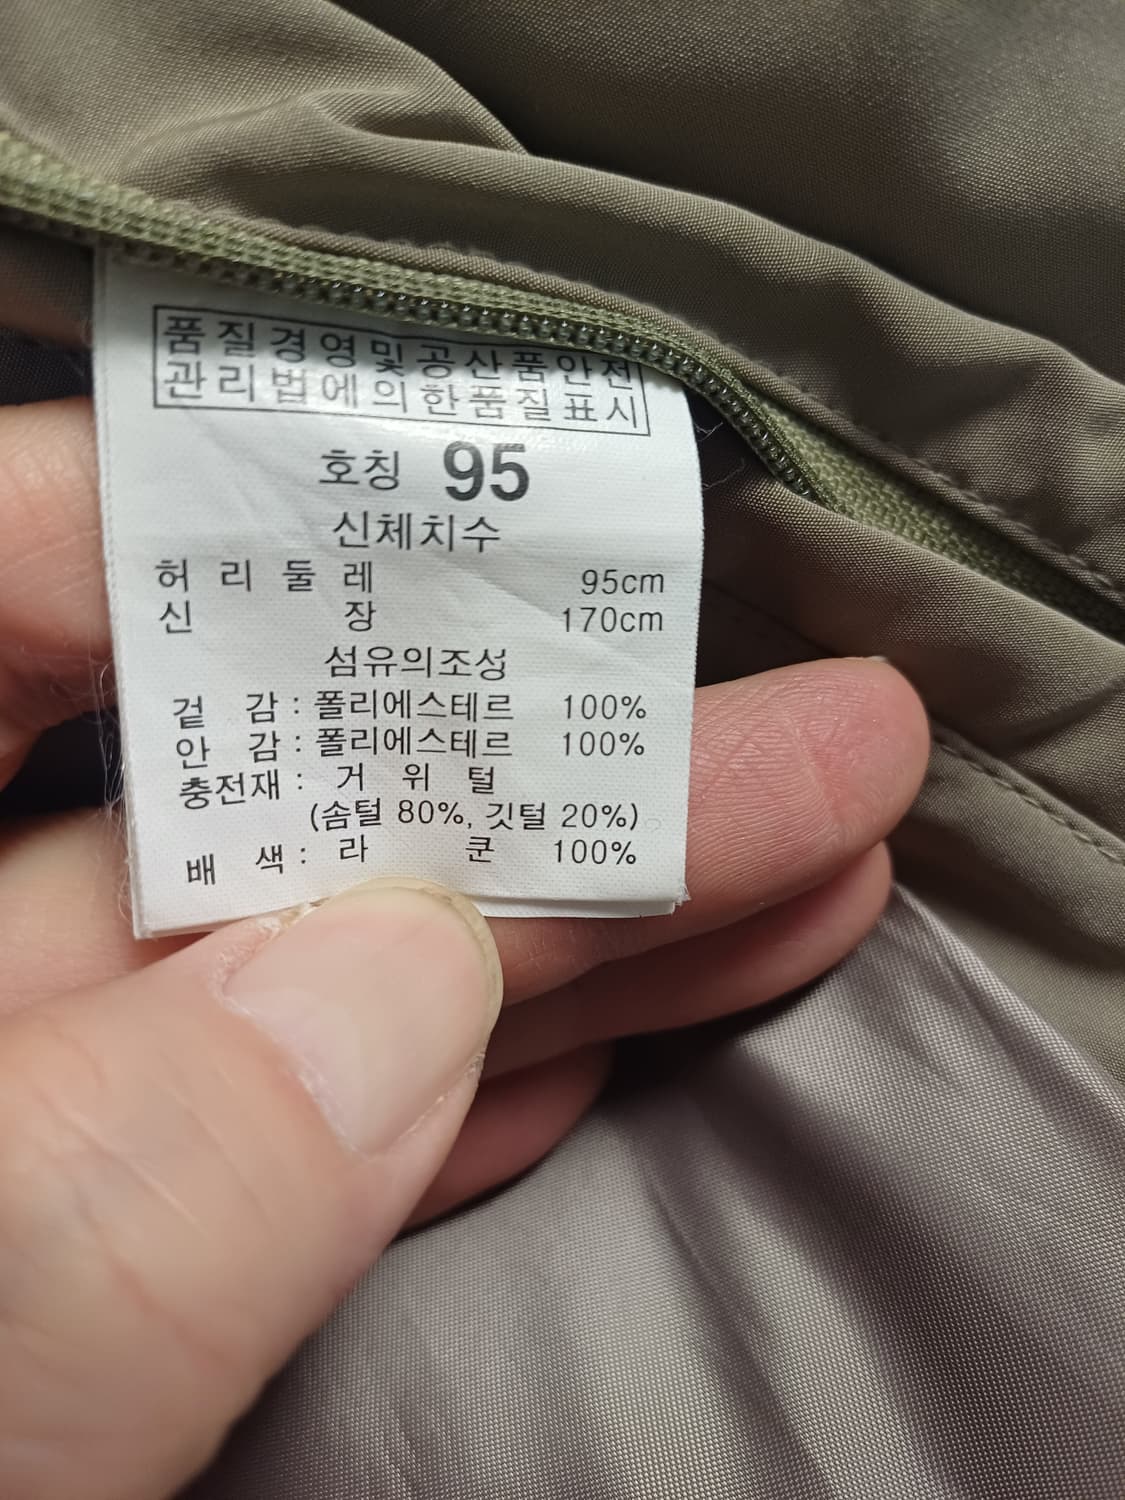 품질경영및공산품안전
관리법에의한품질표시
호칭 95
신체치수
허리둘레 95cm
신장 170cm
섬유의조성
겉감 : 폴리에스테르 100%
안감 : 폴리에스테르 100%
충전재 : 거위털
(솜털 80%, 깃털 20%)
배색 : 라쿤 100%